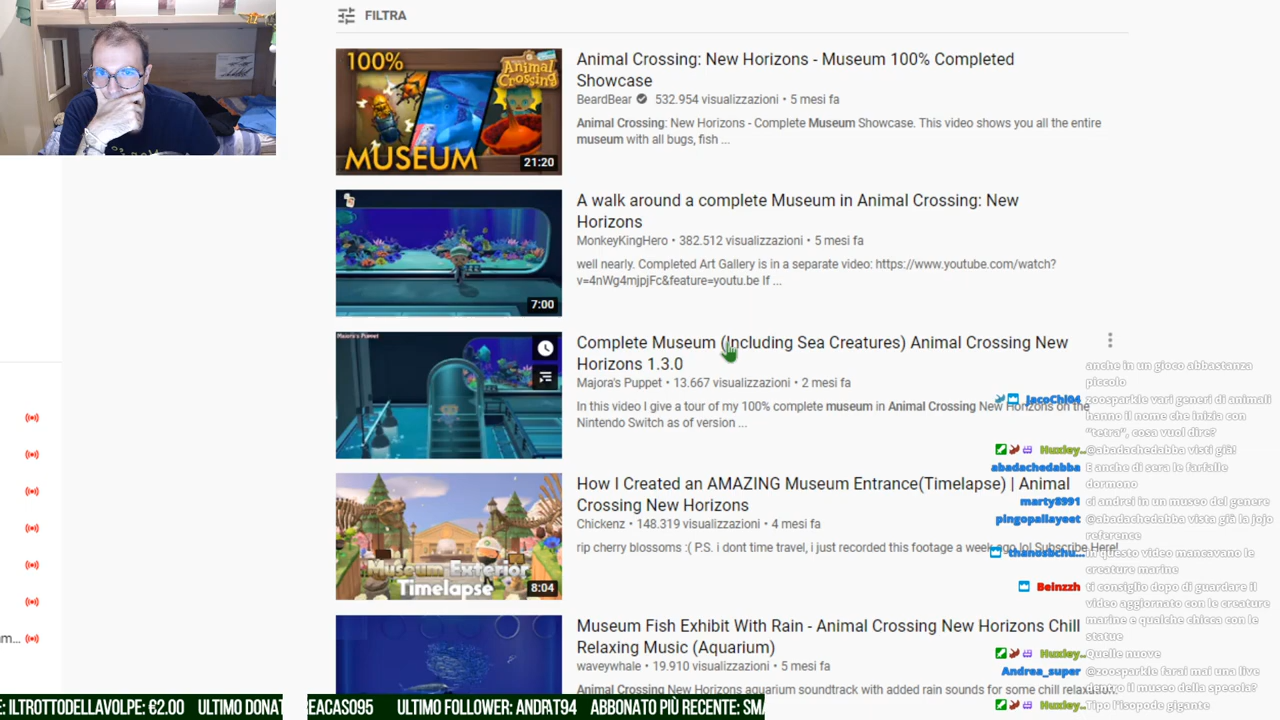 FILTRA
100%
Animal Crossing
MUSEUM
21:20
Animal Crossing: New Horizons - Museum 100% Completed
Showcase
BeardBear 532.954 visualizzazioni • 5 mesi fa
Animal Crossing: New Horizons - Complete Museum Showcase. This video shows you all the entire
museum with all bugs, fish ...
7:00
A walk around a complete Museum in Animal Crossing: New
Horizons
MonkeyKingHero • 382.512 visualizzazioni • 5 mesi fa
well nearly. Completed Art Gallery is in a separate video: https://www.youtube.com/watch?
v=4nWg4mjpjFc&feature=youtu.be If ...
Majora's Puppet
Complete Museum (Including Sea Creatures) Animal Crossing New
Horizons 1.3.0
Majora's Puppet • 13.667 visualizzazioni • 2 mesi fa
In this video I give a tour of my 100% complete museum in Animal Crossing New Horizons on the
Nintendo Switch as of version ...
Museum Exterior
Timelapse
8:04
How I Created an AMAZING Museum Entrance(Timelapse) | Animal
Crossing New Horizons
Chickenz • 148.319 visualizzazioni • 4 mesi fa
rip cherry blossoms :( P.S. i dont time travel, i just recorded this footage a week ago lol Subscribe Here!
Museum Fish Exhibit With Rain - Animal Crossing New Horizons Chill
Relaxing Music (Aquarium)
waveywhale • 19.910 visualizzazioni • 5 mesi fa
Animal Crossing New Horizons aquarium soundtrack with added rain sounds for some chill
anche in un gioco abbastanza
piccolo
JacoChi04 zoosparkle vari generi di animali
hanno il nome che inizia con
"tetra", cosa vuol dire?
Huxley.. @abadachedabba visti già!
abadachedabba E anche di sera le farfalle
dormono
marty8991 ci andrei in un museo del genere
pingopallayeet @abadachedabba vista già la jojo
reference
thanosbchu... in questo video mancavano le
creature marine
Beinzzh ti consiglio dopo di guardare il
video aggiornato con le creature
marine e qualche chicca con le
statue
Huxley.. Quelle nuove
Andrea_super @zoosparkle farai mai una live
dentro il museo della specola?
Huxley.. Tipo l'isopode gigante
m...
E: ILTROTTODELLAVOLPE: €2.00 ULTIMO DONAT
REACASO95 ULTIMO FOLLOWER: ANDRAT94 ABBONATO PIÙ RECENTE: SM